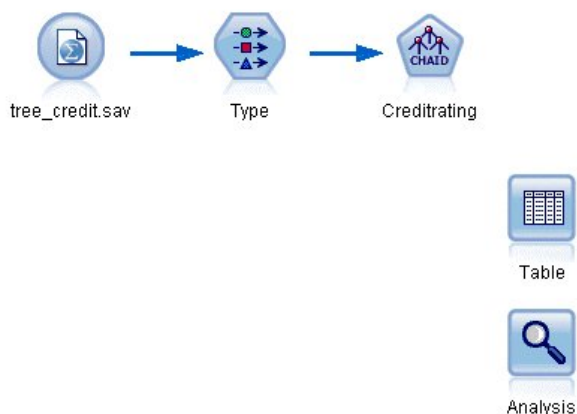 CHAID
tree_credit.sav
Type
Creditrating
Table
Analysis